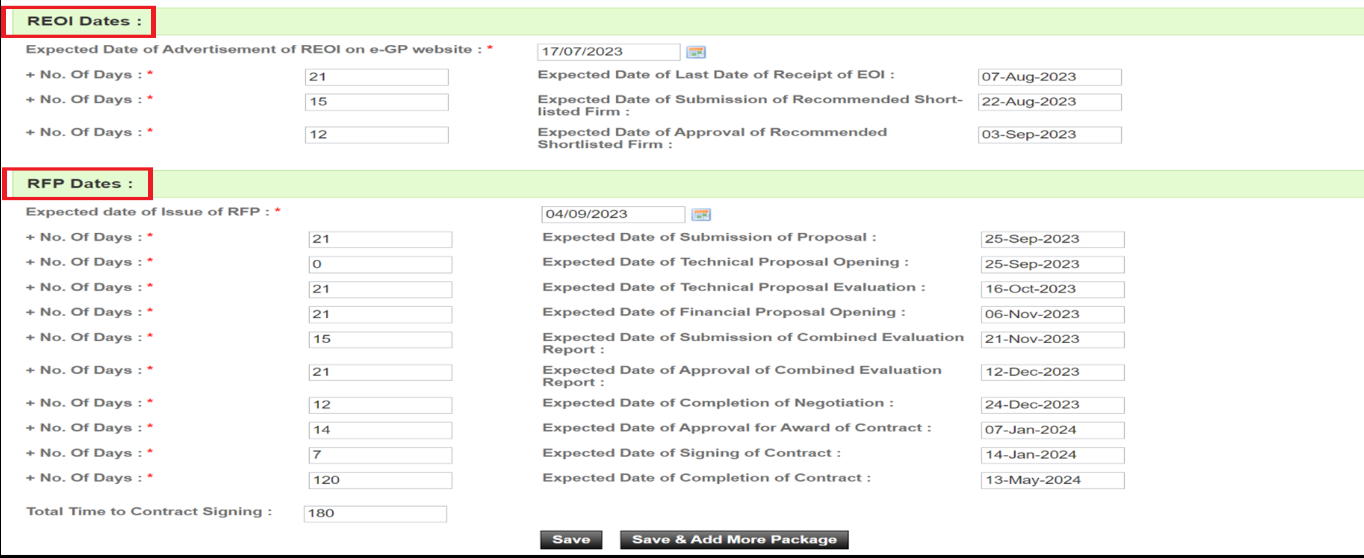 REOI Dates :
Expected Date of Advertisement of REOI on e-GP website : * 17/07/2023
+ No. Of Days : * 21 Expected Date of Last Date of Receipt of EOI : 07-Aug-2023
+ No. Of Days : * 15 Expected Date of Submission of Recommended Short- 22-Aug-2023
listed Firm :
+ No. Of Days : * 12 Expected Date of Approval of Recommended 03-Sep-2023
Shortlisted Firm :
RFP Dates :
Expected date of Issue of RFP : * 04/09/2023
+ No. Of Days : * 21 Expected Date of Submission of Proposal : 25-Sep-2023
+ No. Of Days : * 0 Expected Date of Technical Proposal Opening : 25-Sep-2023
+ No. Of Days : * 21 Expected Date of Technical Proposal Evaluation : 16-Oct-2023
+ No. Of Days : * 21 Expected Date of Financial Proposal Opening : 06-Nov-2023
+ No. Of Days : * 15 Expected Date of Submission of Combined Evaluation 21-Nov-2023
Report :
+ No. Of Days : * 21 Expected Date of Approval of Combined Evaluation 12-Dec-2023
Report :
+ No. Of Days : * 12 Expected Date of Completion of Negotiation : 24-Dec-2023
+ No. Of Days : * 14 Expected Date of Approval for Award of Contract : 07-Jan-2024
+ No. Of Days : * 7 Expected Date of Signing of Contract : 14-Jan-2024
+ No. Of Days : * 120 Expected Date of Completion of Contract : 13-May-2024
Total Time to Contract Signing : 180
Save Save & Add More Package